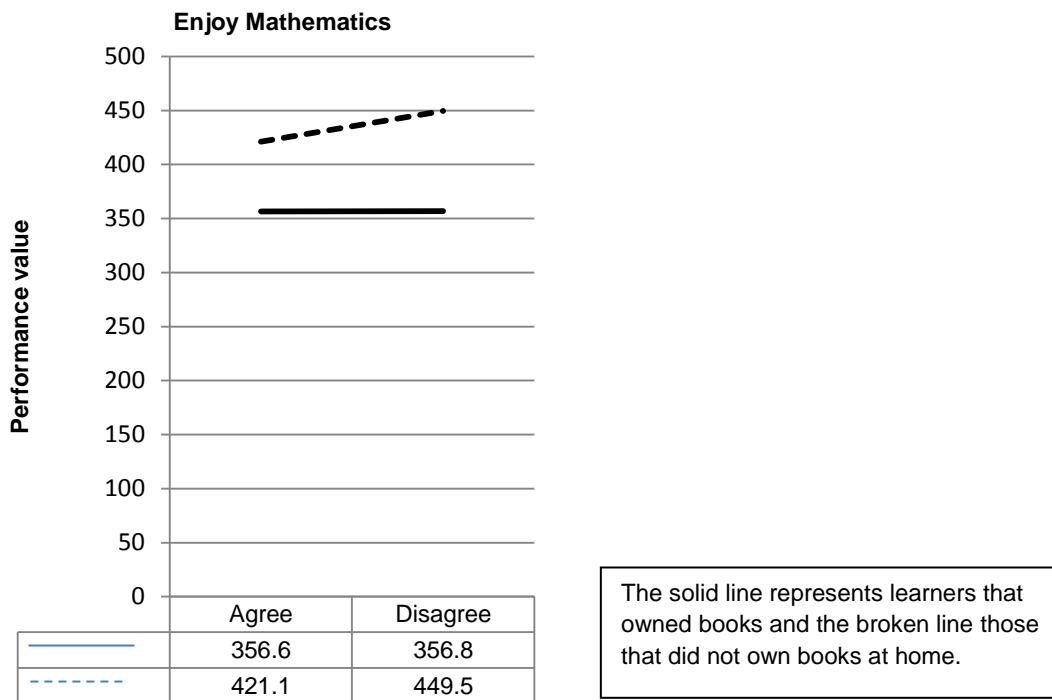 Enjoy Mathematics
500
450
400
350
300
250
200
150
100
50
0
Performance value
Agree Disagree
356.6 356.8
421.1 449.5
The solid line represents learners that
owned books and the broken line those
that did not own books at home.